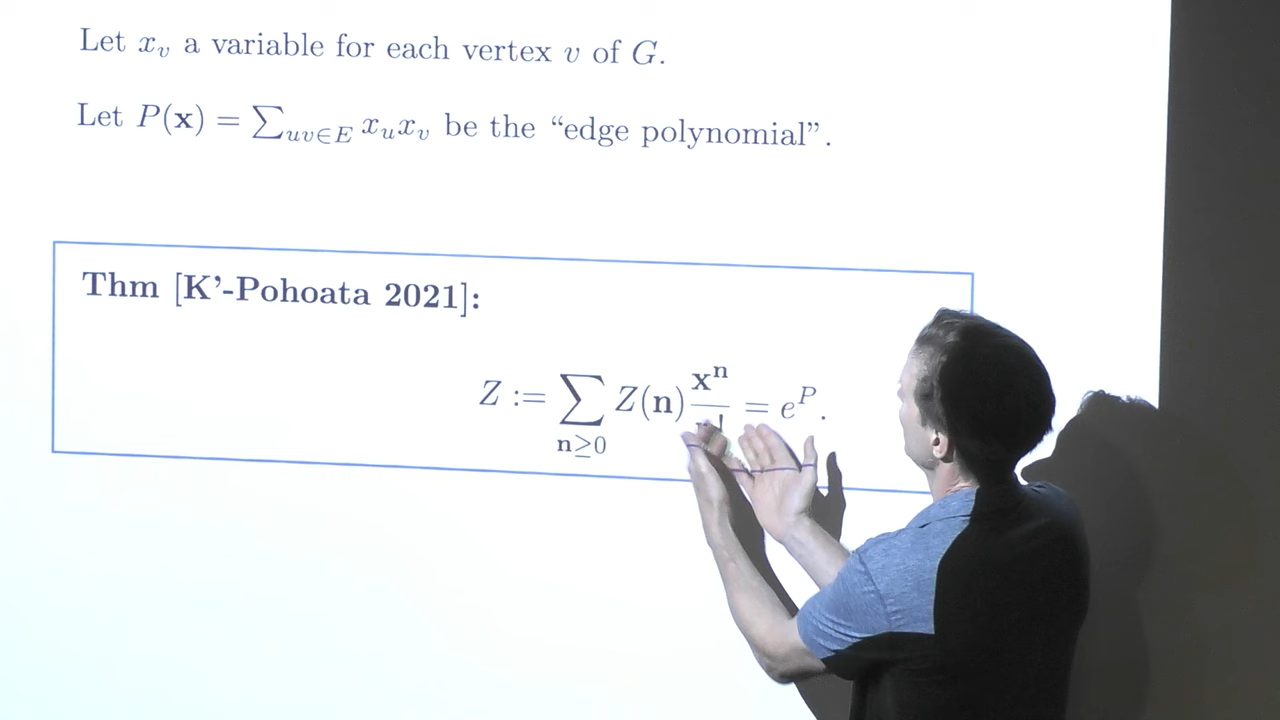 Let x_v a variable for each vertex v of G.
Let P(𝐱) = ∑_{uv∈E} x_u x_v be the “edge polynomial”.
Thm [K’-Pohoata 2021]:
Z := ∑_{𝐧≥0} Z(𝐧) 𝐱^𝐧 / ! = e^P.